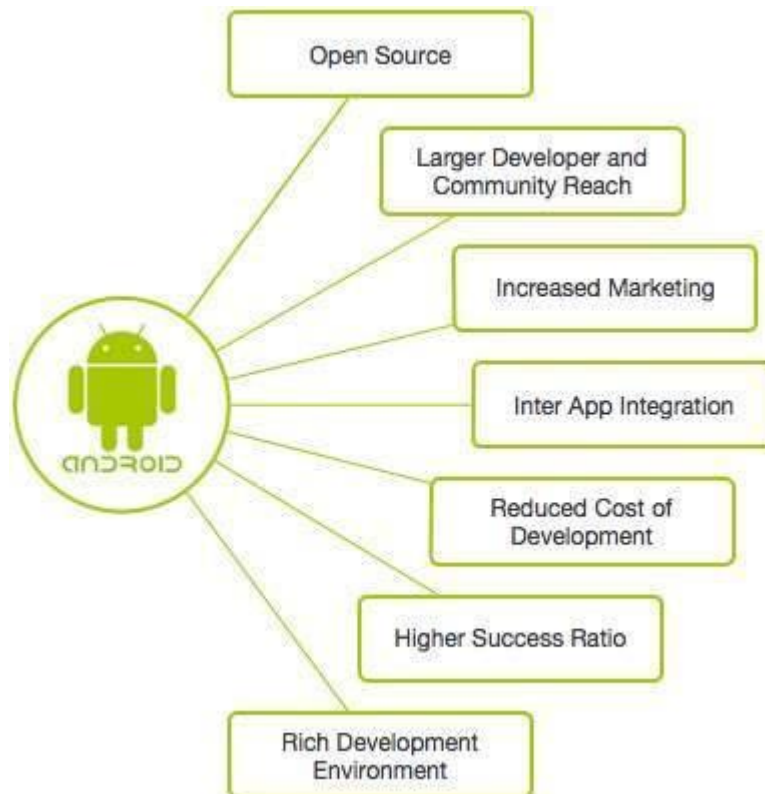 Open Source
Larger Developer and
Community Reach
Increased Marketing
ANDROID
Inter App Integration
Reduced Cost of
Development
Higher Success Ratio
Rich Development
Environment